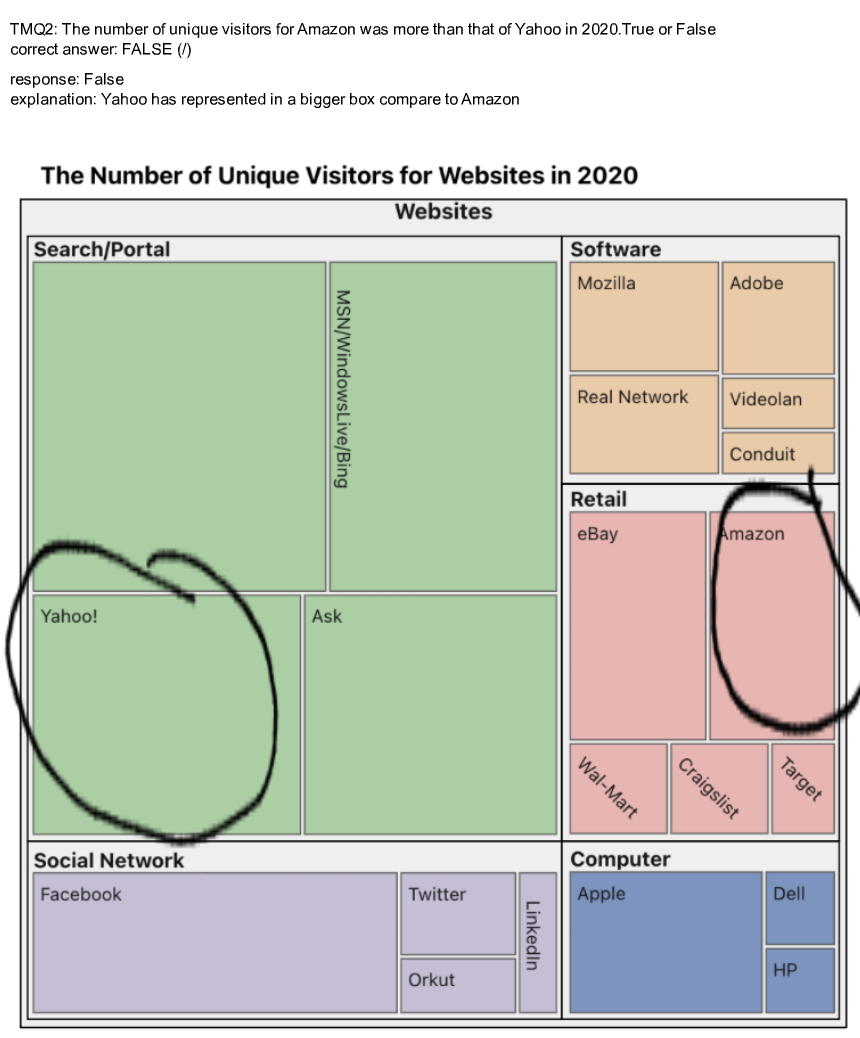 TMQ2: The number of unique visitors for Amazon was more than that of Yahoo in 2020.True or False
correct answer: FALSE (/)
response: False
explanation: Yahoo has represented in a bigger box compare to Amazon
The Number of Unique Visitors for Websites in 2020
Websites
Search/Portal
MSN/WindowsLive/Bing
Yahoo!
Ask
Software
Mozilla
Adobe
Real Network
Videolan
Conduit
Retail
eBay
Amazon
Wal-Mart
Craigslist
Target
Social Network
Facebook
Twitter
LinkedIn
Orkut
Computer
Apple
Dell
HP